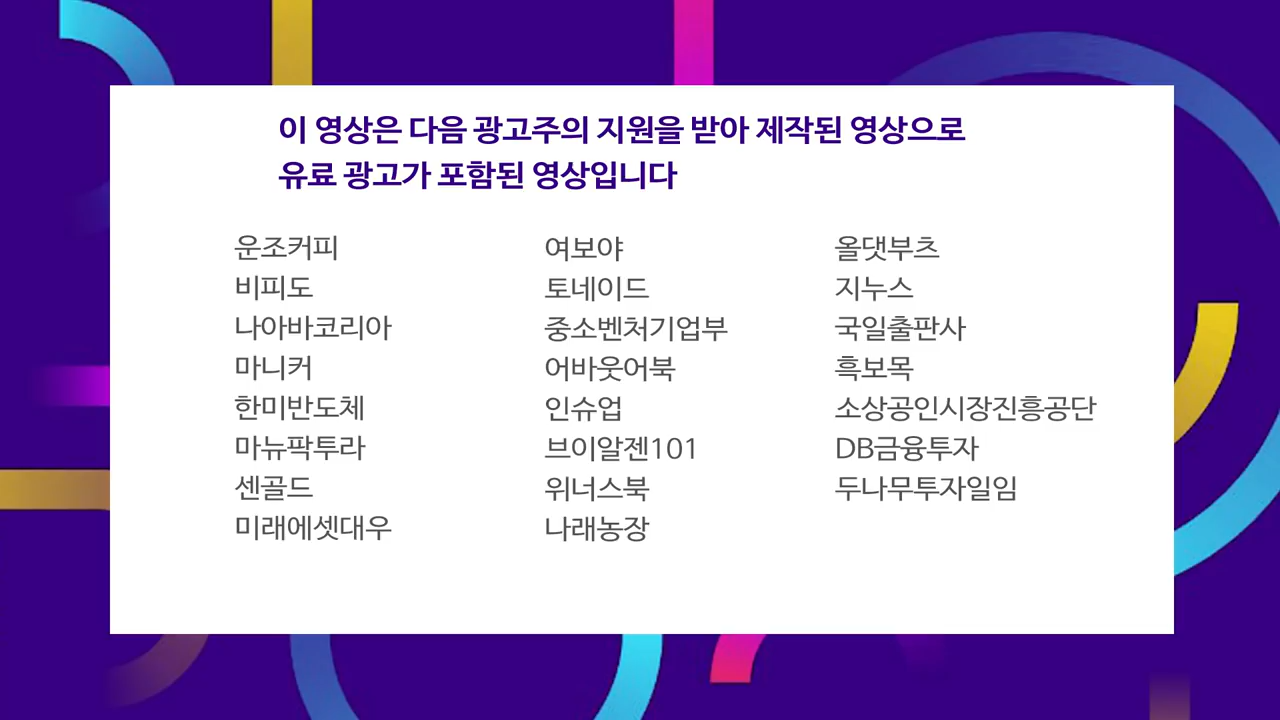 이 영상은 다음 광고주의 지원을 받아 제작된 영상으로
유료 광고가 포함된 영상입니다
운조커피
비피도
나아바코리아
마니커
한미반도체
마뉴팍투라
센골드
미래에셋대우
여보야
토네이드
중소벤처기업부
어바웃어북
인슈업
브이알젠101
위너스북
나래농장
올댓부츠
지누스
국일출판사
흑보목
소상공인시장진흥공단
DB금융투자
두나무투자일임